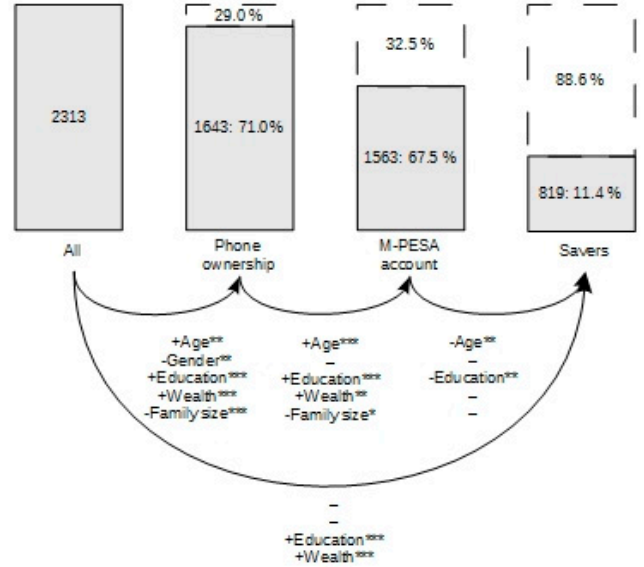 29.0 %
32.5 %
88.6 %
2313
1643: 71.0%
1563: 67.5 %
819: 11.4 %
All
Phone
ownership
M-PESA
account
Savers
+Age**
-Gender**
+Education***
+Wealth***
-Family size***
+Age***
–
+Education***
+Wealth**
-Family size*
-Age**
–
-Education**
–
–
–
–
+Education***
+Wealth***